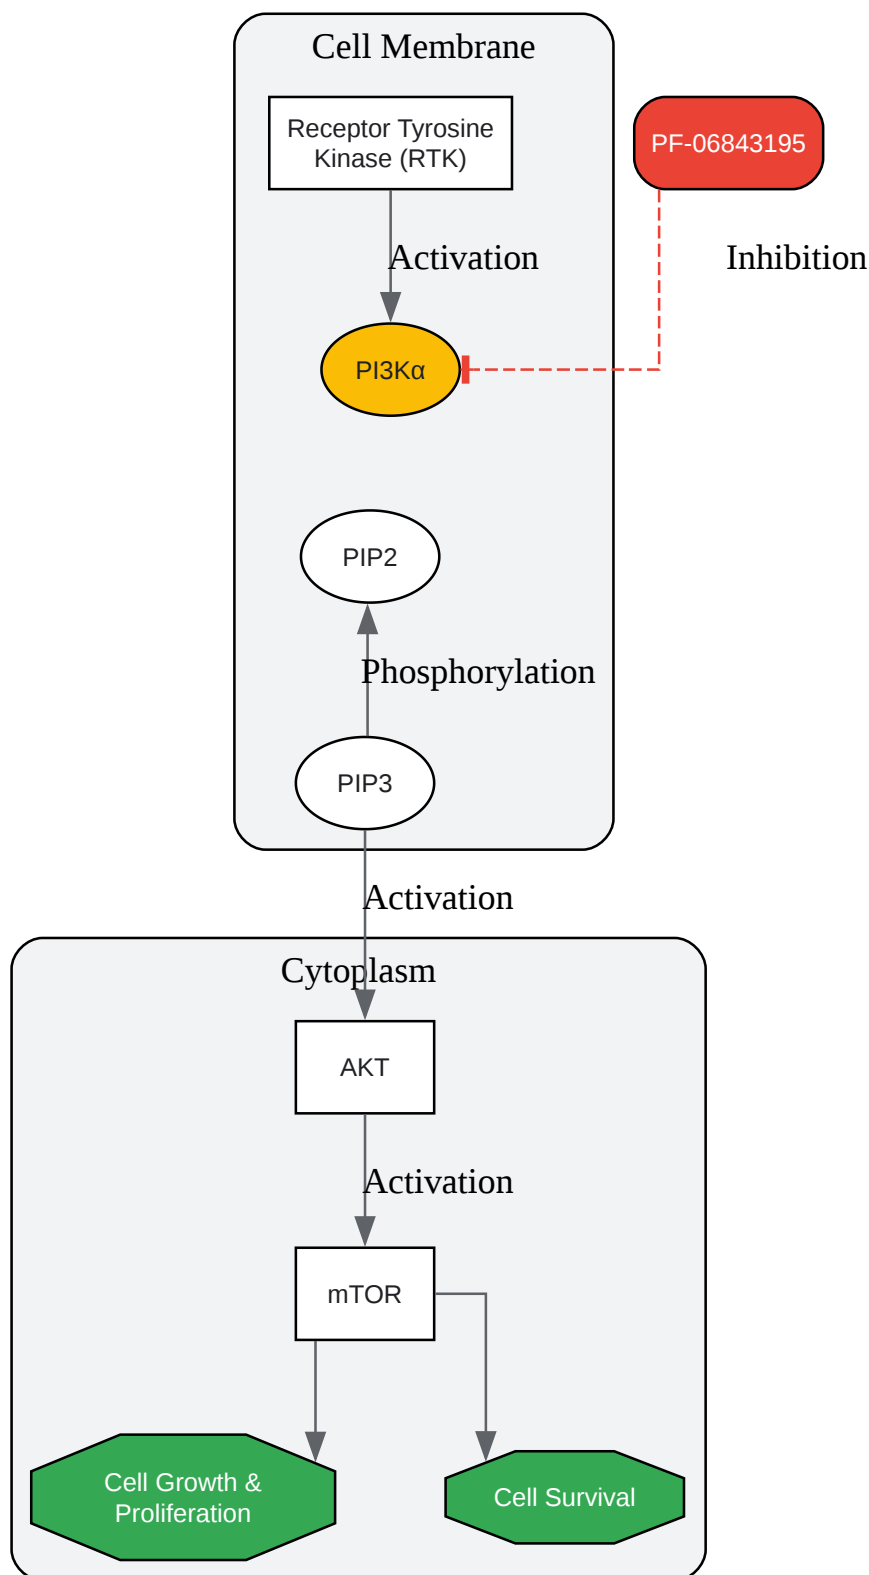 Cell Membrane
Receptor Tyrosine
Kinase (RTK)
PF-06843195
Activation
Inhibition
PI3Kα
PIP2
Phosphorylation
PIP3
Activation
Cytoplasm
AKT
Activation
mTOR
Cell Growth &
Proliferation
Cell Survival